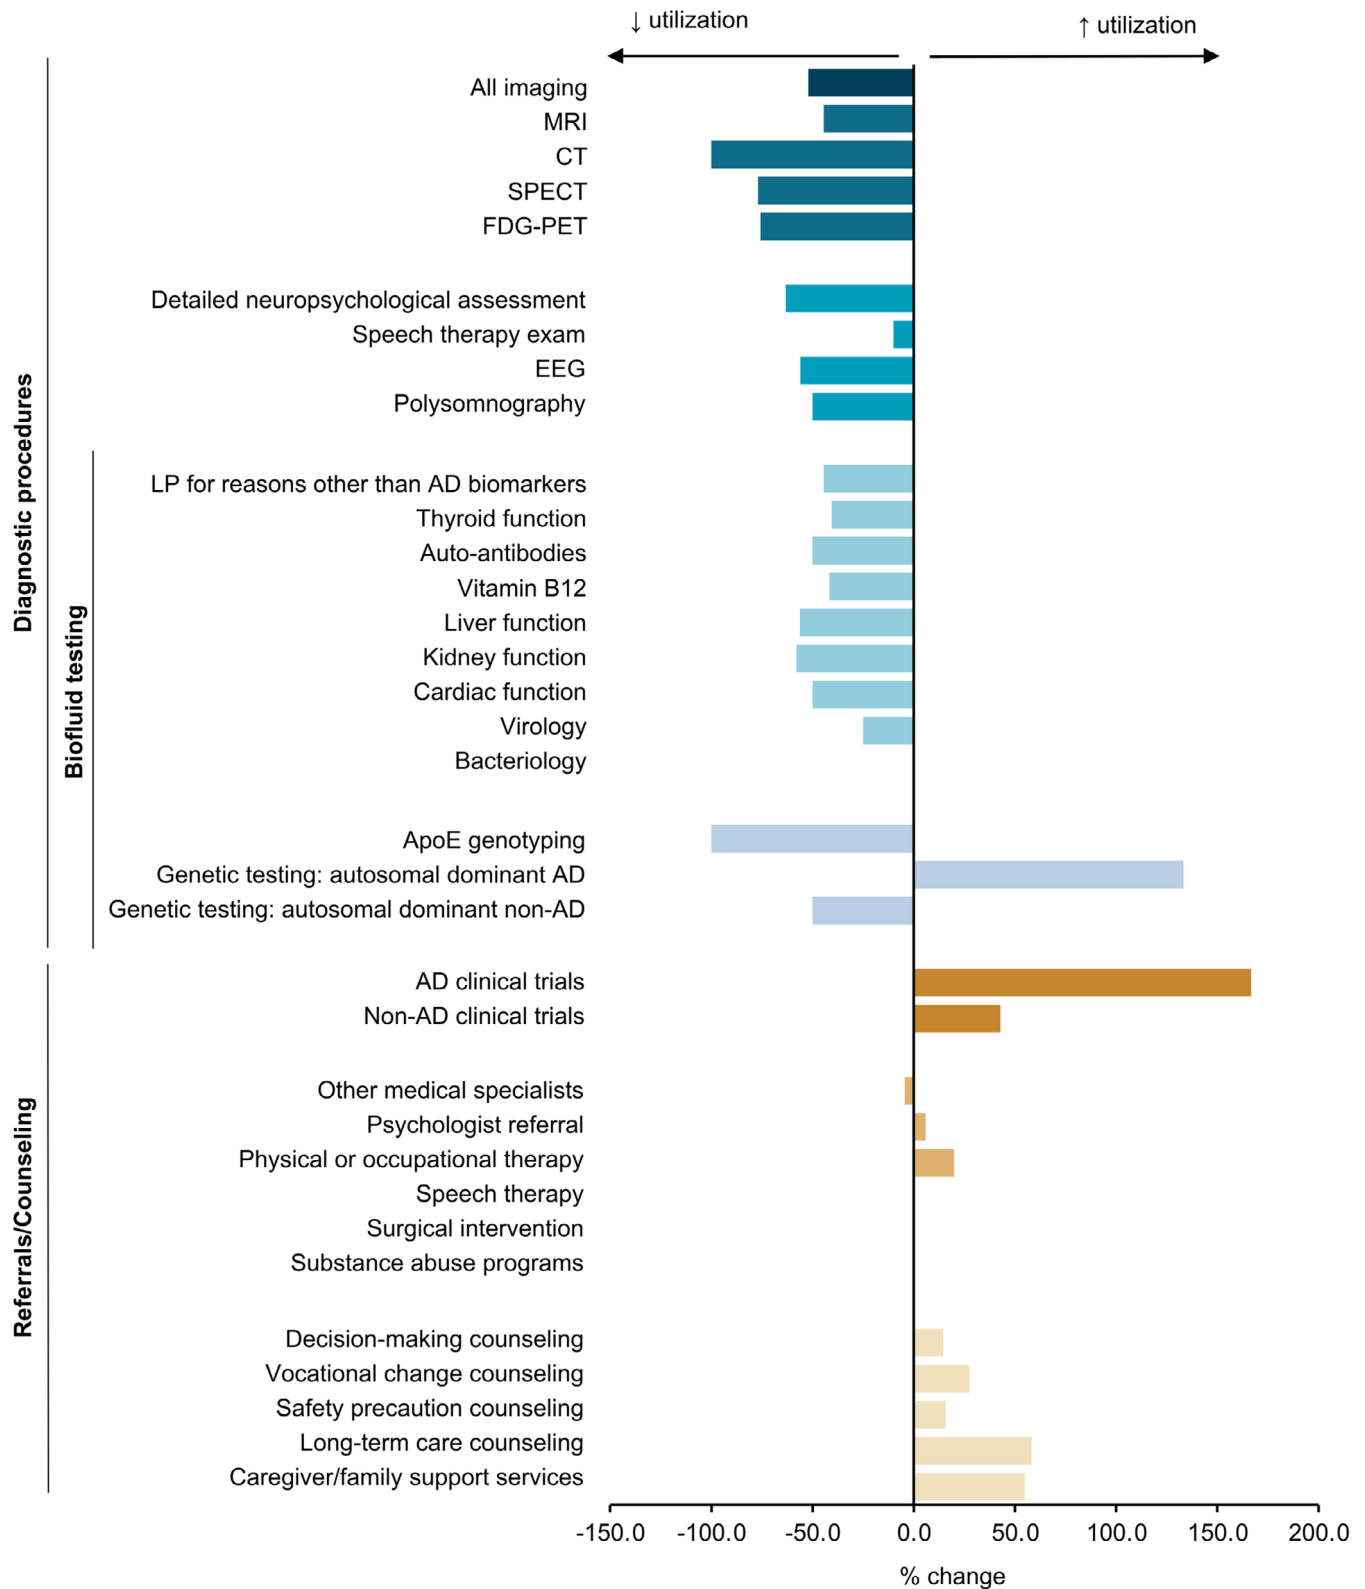 ↓ utilization
↑ utilization
Diagnostic procedures
All imaging
MRI
CT
SPECT
FDG-PET
Detailed neuropsychological assessment
Speech therapy exam
EEG
Polysomnography
Biofluid testing
LP for reasons other than AD biomarkers
Thyroid function
Auto-antibodies
Vitamin B12
Liver function
Kidney function
Cardiac function
Virology
Bacteriology
ApoE genotyping
Genetic testing: autosomal dominant AD
Genetic testing: autosomal dominant non-AD
Referrals/Counseling
AD clinical trials
Non-AD clinical trials
Other medical specialists
Psychologist referral
Physical or occupational therapy
Speech therapy
Surgical intervention
Substance abuse programs
Decision-making counseling
Vocational change counseling
Safety precaution counseling
Long-term care counseling
Caregiver/family support services
-150.0 -100.0 -50.0 0.0 50.0 100.0 150.0 200.0
% change